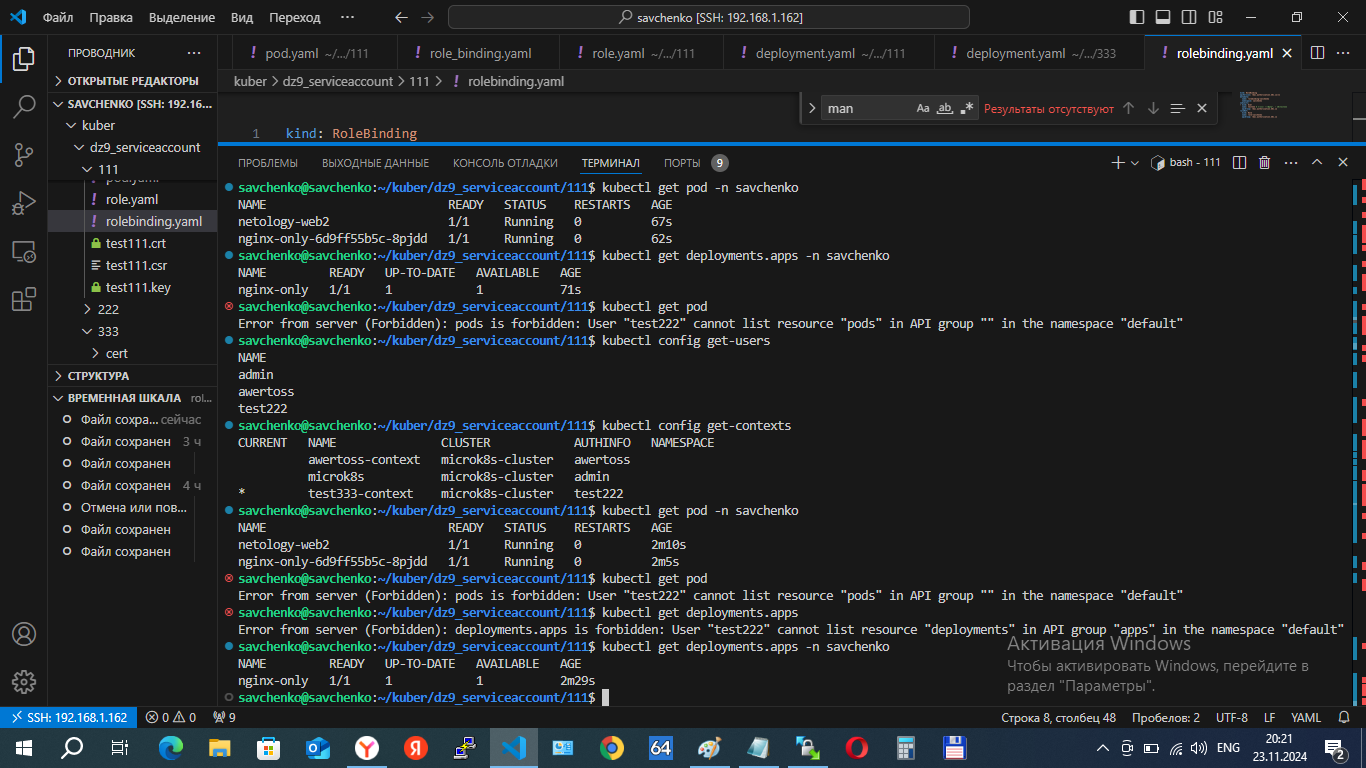 Файл Правка Выделение Вид Переход ··· savchenko [SSH: 192.168.1.162]
ПРОВОДНИК ···
ОТКРЫТЫЕ РЕДАКТОРЫ
SAVCHENKO [SSH: 192.16...
kuber
dz9_serviceaccount
111
pod.yaml
role.yaml
rolebinding.yaml
test111.crt
test111.csr
test111.key
222
333
cert
СТРУКТУРА
ВРЕМЕННАЯ ШКАЛА rol...
Файл сохра... сейчас
Файл сохранен 3 ч
Файл сохранен
Файл сохранен 4 ч
Отмена или пов...
Файл сохранен
Файл сохранен
! pod.yaml ~/.../111 ! role_binding.yaml ! role.yaml ~/.../111 ! deployment.yaml ~/.../111 ! deployment.yaml ~/.../333 ! rolebinding.yaml
kuber > dz9_serviceaccount > 111 > ! rolebinding.yaml
man Aa ab .* Результаты отсутствуют
1 kind: RoleBinding
ПРОБЛЕМЫ ВЫХОДНЫЕ ДАННЫЕ КОНСОЛЬ ОТЛАДКИ ТЕРМИНАЛ ПОРТЫ 9 bash - 111
savchenko@savchenko:~/kuber/dz9_serviceaccount/111$ kubectl get pod -n savchenko
NAME READY STATUS RESTARTS AGE
netology-web2 1/1 Running 0 67s
nginx-only-6d9ff55b5c-8pjdd 1/1 Running 0 62s
savchenko@savchenko:~/kuber/dz9_serviceaccount/111$ kubectl get deployments.apps -n savchenko
NAME READY UP-TO-DATE AVAILABLE AGE
nginx-only 1/1 1 1 71s
savchenko@savchenko:~/kuber/dz9_serviceaccount/111$ kubectl get pod
Error from server (Forbidden): pods is forbidden: User "test222" cannot list resource "pods" in API group "" in the namespace "default"
savchenko@savchenko:~/kuber/dz9_serviceaccount/111$ kubectl config get-users
NAME
admin
awertoss
test222
savchenko@savchenko:~/kuber/dz9_serviceaccount/111$ kubectl config get-contexts
CURRENT NAME CLUSTER AUTHINFO NAMESPACE
awertoss-context microk8s-cluster awertoss
microk8s microk8s-cluster admin
* test333-context microk8s-cluster test222
savchenko@savchenko:~/kuber/dz9_serviceaccount/111$ kubectl get pod -n savchenko
NAME READY STATUS RESTARTS AGE
netology-web2 1/1 Running 0 2m10s
nginx-only-6d9ff55b5c-8pjdd 1/1 Running 0 2m5s
savchenko@savchenko:~/kuber/dz9_serviceaccount/111$ kubectl get pod
Error from server (Forbidden): pods is forbidden: User "test222" cannot list resource "pods" in API group "" in the namespace "default"
savchenko@savchenko:~/kuber/dz9_serviceaccount/111$ kubectl get deployments.apps
Error from server (Forbidden): deployments.apps is forbidden: User "test222" cannot list resource "deployments" in API group "apps" in the namespace "default"
savchenko@savchenko:~/kuber/dz9_serviceaccount/111$ kubectl get deployments.apps -n savchenko
NAME READY UP-TO-DATE AVAILABLE AGE
nginx-only 1/1 1 1 2m29s
savchenko@savchenko:~/kuber/dz9_serviceaccount/111$
Активация Windows
Чтобы активировать Windows, перейдите в
раздел "Параметры".
SSH: 192.168.1.162 0 0 9 Строка 8, столбец 48 Пробелов: 2 UTF-8 LF YAML
Я 64 ENG 20:21
23.11.2024 2